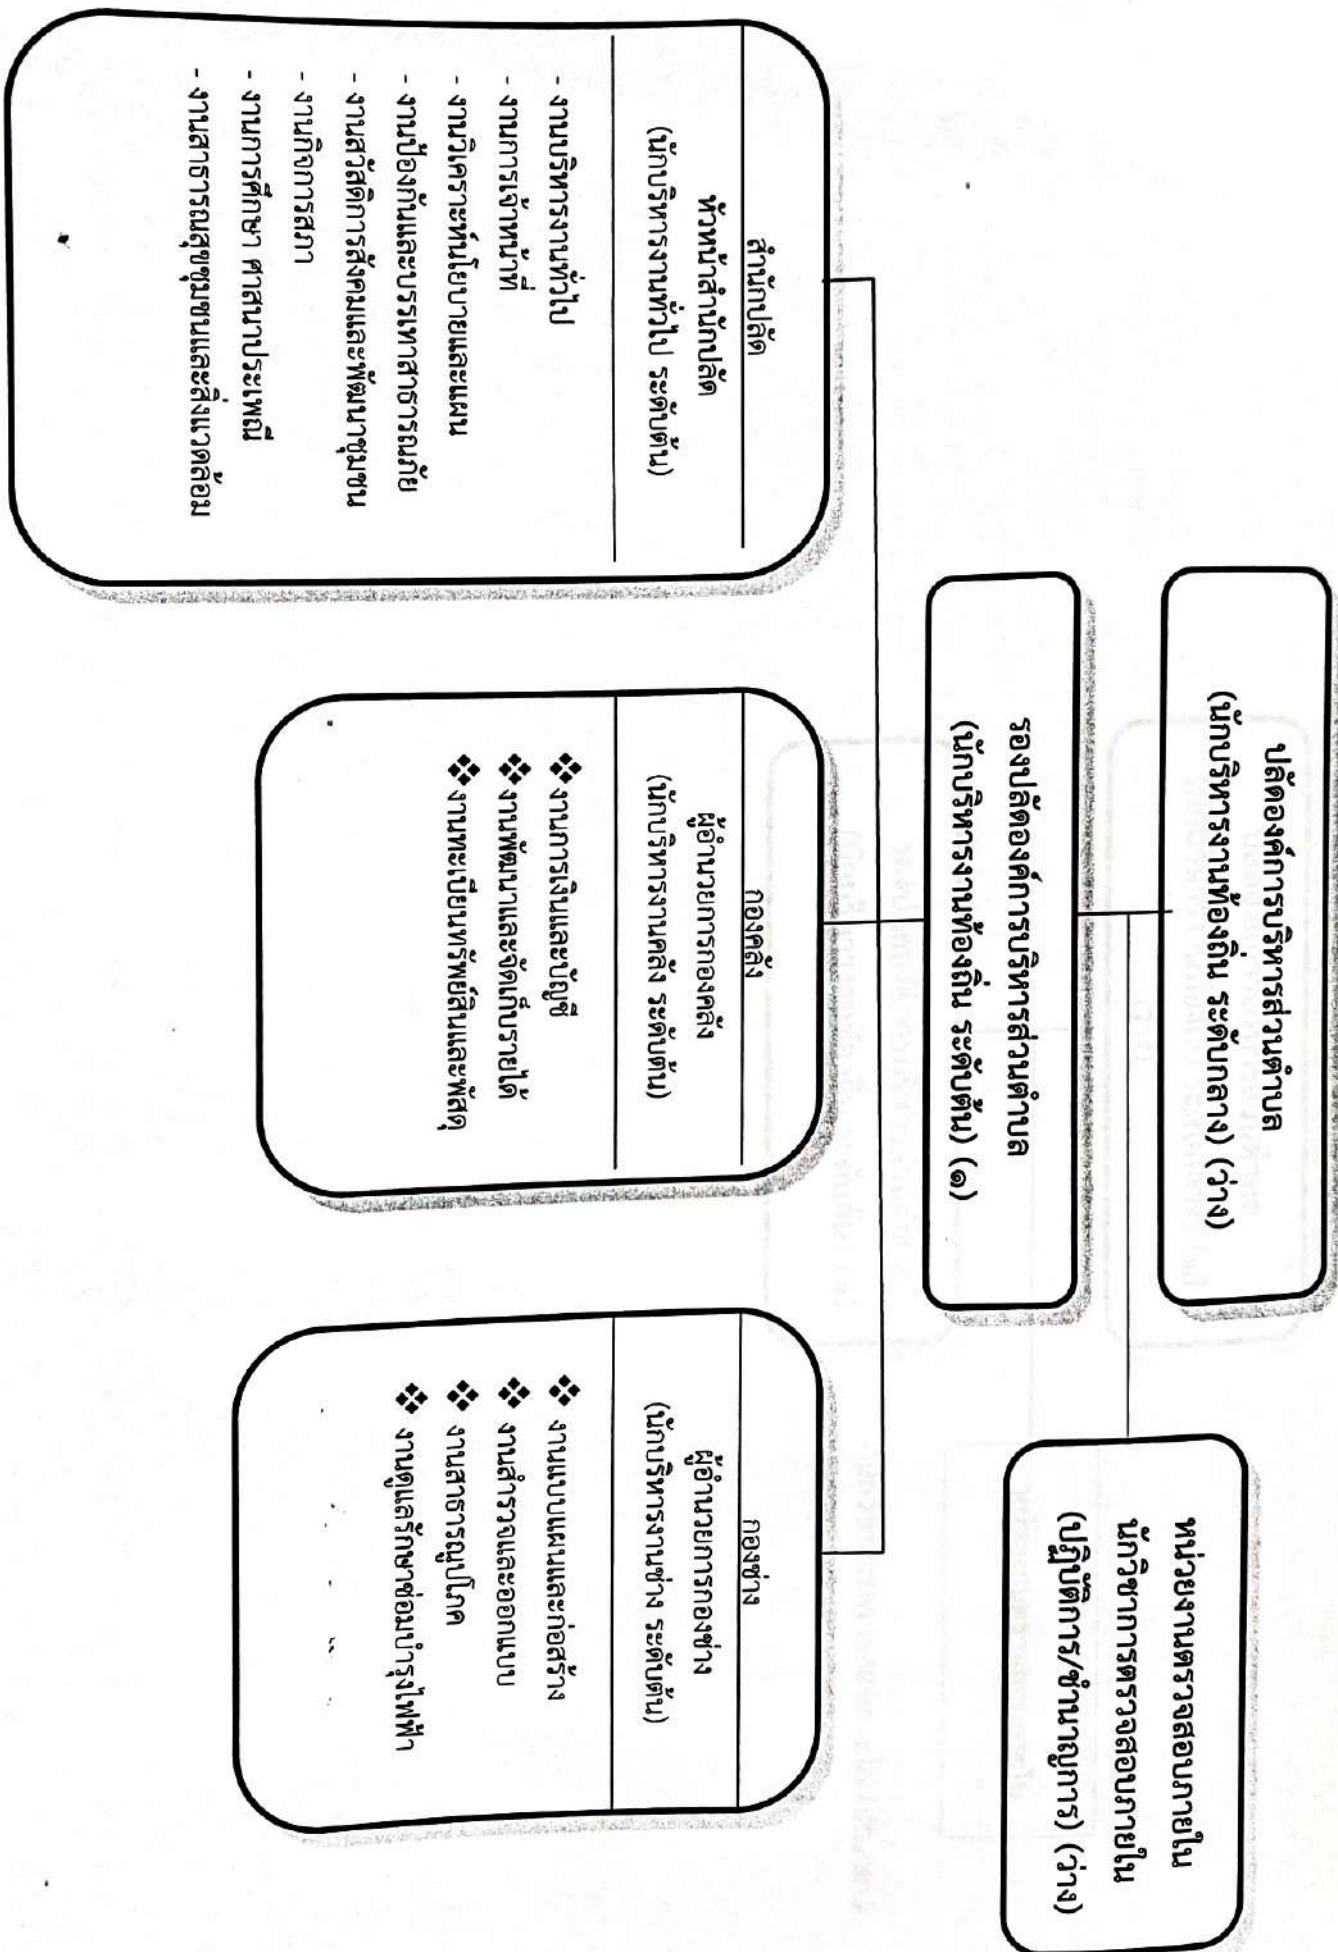 ปลัดองค์การบริหารส่วนตำบล
(นักบริหารงานท้องถิ่น ระดับกลาง) (ว่าง)
หน่วยงานตรวจสอบภายใน
นักวิชาการตรวจสอบภายใน
(ปฏิบัติการ/ชำนาญการ) (ว่าง)
รองปลัดองค์การบริหารส่วนตำบล
(นักบริหารงานท้องถิ่น ระดับต้น) (๑)
สำนักปลัด
หัวหน้าสำนักปลัด
(นักบริหารงานทั่วไป ระดับต้น)
- งานบริหารงานทั่วไป
- งานการเจ้าหน้าที่
- งานวิเคราะห์นโยบายและแผน
- งานป้องกันและบรรเทาสาธารณภัย
- งานสวัสดิการสังคมและพัฒนาชุมชน
- งานกิจการสภา
- งานการศึกษา ศาสนาประเพณี
- งานสาธารณสุขชุมชนและสิ่งแวดล้อม
กองคลัง
ผู้อำนวยการกองคลัง
(นักบริหารงานคลัง ระดับต้น)
❖ งานการเงินและบัญชี
❖ งานพัฒนาและจัดเก็บรายได้
❖ งานทะเบียนทรัพย์สินและพัสดุ
กองช่าง
ผู้อำนวยการกองช่าง
(นักบริหารงานช่าง ระดับต้น)
❖ งานแบบแผนและก่อสร้าง
❖ งานสำรวจและออกแบบ
❖ งานสาธารณูปโภค
❖ งานดูแลรักษาซ่อมบำรุงไฟฟ้า